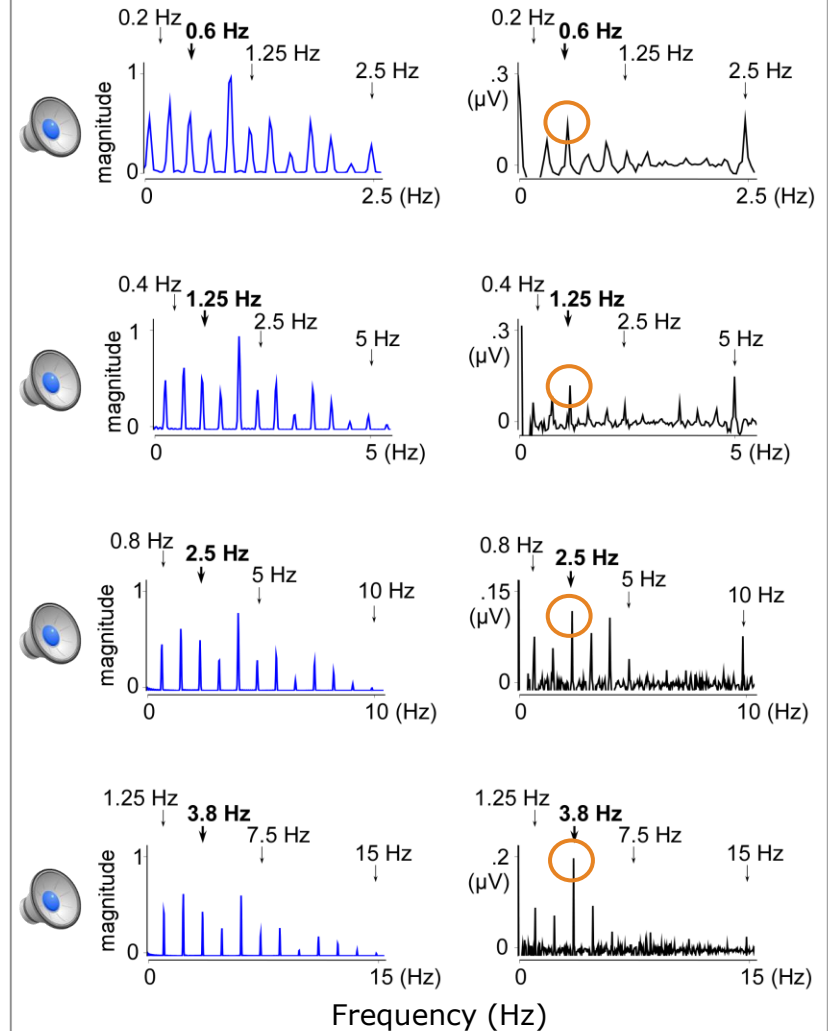 0.2 Hz 0.2 Hz
0.6 Hz 0.6 Hz
1.25 Hz 1.25 Hz
2.5 Hz 2.5 Hz
magnitude 1 0 0 2.5 (Hz)
(µV) .3 0 0 2.5 (Hz)
0.4 Hz 0.4 Hz
1.25 Hz 1.25 Hz
2.5 Hz 2.5 Hz
5 Hz 5 Hz
magnitude 1 0 0 5 (Hz)
(µV) .3 0 0 5 (Hz)
0.8 Hz 0.8 Hz
2.5 Hz 2.5 Hz
5 Hz 5 Hz
10 Hz 10 Hz
magnitude 1 0 0 10 (Hz)
(µV) .15 0 0 10 (Hz)
1.25 Hz 1.25 Hz
3.8 Hz 3.8 Hz
7.5 Hz 7.5 Hz
15 Hz 15 Hz
magnitude 1 0 0 15 (Hz)
(µV) .2 0 0 15 (Hz)
Frequency (Hz)